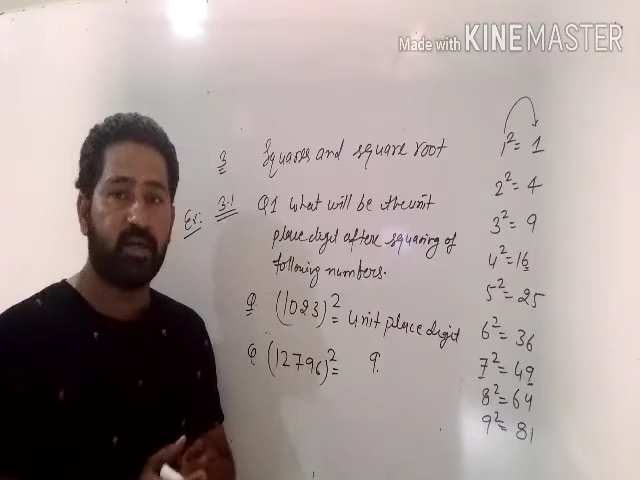 Made with KINEMASTER
3 Squares and square root
Ex:- 3.1 Q1 What will be the unit
place digit aftere squaring of
following numbers.
Q (1023)²= unit place digit
Q (12796)²= 9.
1² = 1
2² = 4
3² = 9
4² = 16
5² = 25
6² = 36
7² = 49
8² = 64
9² = 81